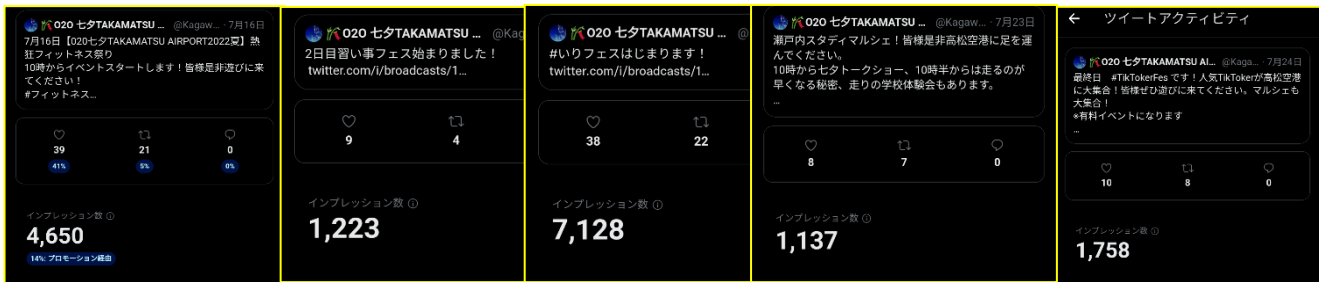 O2O 七夕TAKAMATSU … @Kagaw… · 7月16日
7月16日【020七夕TAKAMATSU AIRPORT2022夏】熱
狂フィットネス祭り
10時からイベントスタートします！皆様是非遊びに来
てください！
#フィットネス…
39
21
0
41%
5%
0%
インプレッション数
4,650
14%: プロモーション経由
O2O 七夕TAKAMATSU … @Kag
2日目習い事フェス始まりました！
twitter.com/i/broadcasts/1…
9
4
インプレッション数
1,223
O2O 七夕TAKAMATSU … @
#いりフェスはじまります！
twitter.com/i/broadcasts/1…
38
22
インプレッション数
7,128
O2O 七夕TAKAMATSU … @Kagaw… · 7月23日
瀬戸内スタディマルシェ！皆様是非高松空港に足を運
んでください。
10時から七夕トークショー、10時半からは走るのが
早くなる秘密、走りの学校体験会もあります。
…
8
7
0
インプレッション数
1,137
← ツイートアクティビティ
O2O 七夕TAKAMATSU AI… @Kaga… · 7月24日
最終日 #TikTokerFes です！人気TikTokerが高松空港
に大集合！皆様ぜひ遊びに来てください。マルシェも
大集合！
※有料イベントになります
…
10
8
0
インプレッション数
1,758